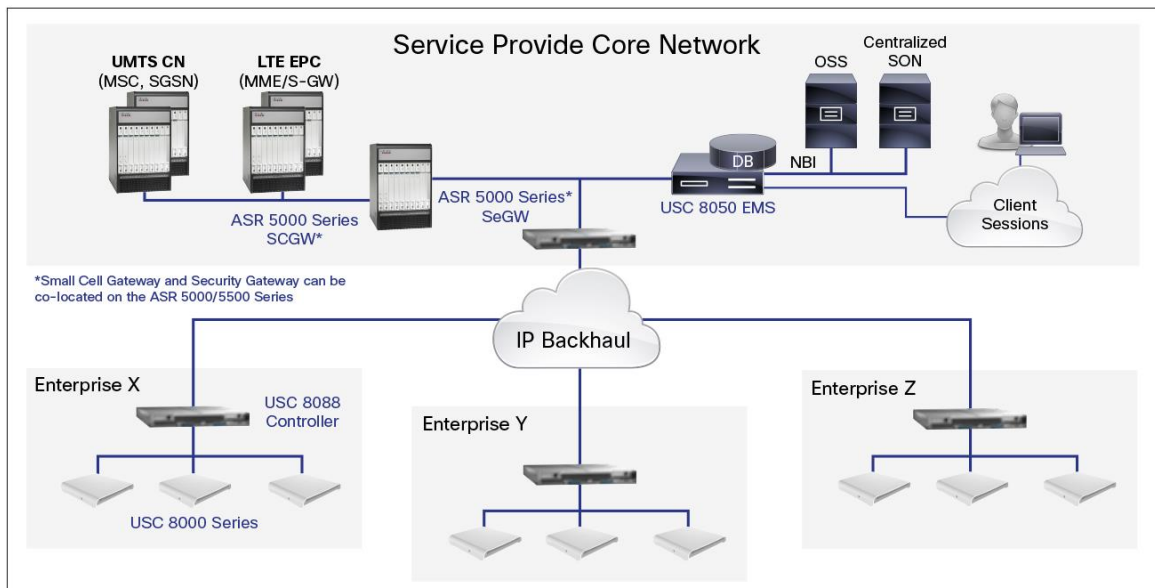 Service Provide Core Network
UMTS CN
(MSC, SGSN)
LTE EPC
(MME/S-GW)
OSS
Centralized
SON
DB
NBI
ASR 5000 Series
SCGW*
ASR 5000 Series*
SeGW
USC 8050 EMS
Client
Sessions
*Small Cell Gateway and Security Gateway can be
co-located on the ASR 5000/5500 Series
IP Backhaul
Enterprise X
USC 8088
Controller
USC 8000 Series
Enterprise Y
Enterprise Z